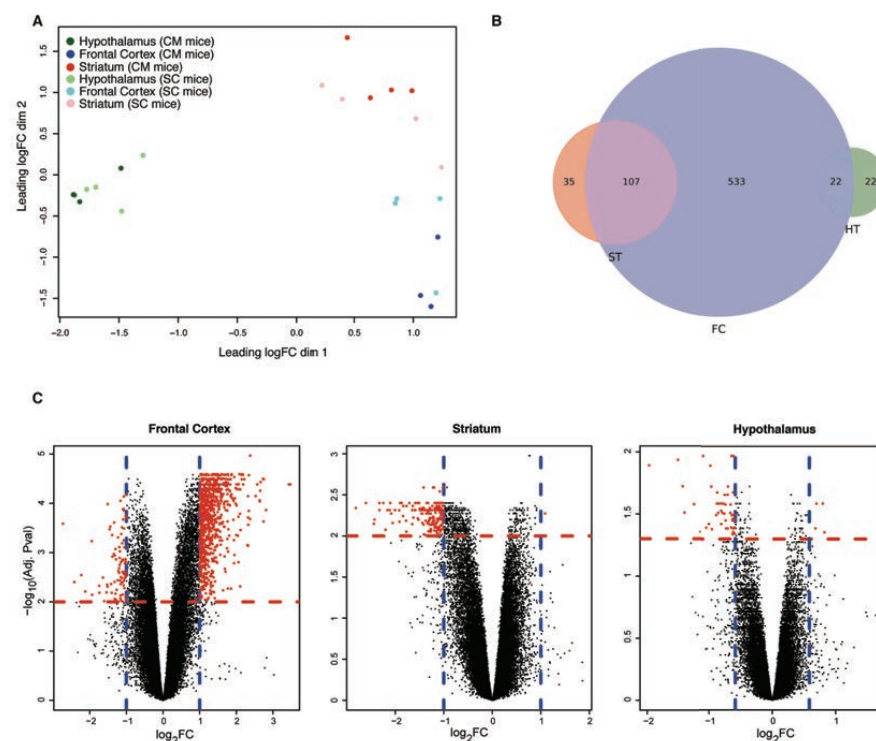 A
Hypothalamus (CM mice)
Frontal Cortex (CM mice)
Striatum (CM mice)
Hypothalamus (SC mice)
Frontal Cortex (SC mice)
Striatum (SC mice)
Leading logFC dim 2
1.5
1.0
0.5
0.0
−0.5
−1.0
−1.5
−2.0 −1.5 −1.0 −0.5 0.0 0.5 1.0
Leading logFC dim 1
B
35 107 533 22 22
ST
HT
FC
C
Frontal Cortex
−log10(Adj. Pval)
5
4
3
2
1
0
−2 −1 0 1 2 3
log2FC
Striatum
3.0
2.5
2
1.5
1
0.5
0
−2 −1 0 1 2
log2FC
Hypothalamus
2
1.5
1
0.5
0
−2 −1 0 1 2
log2FC